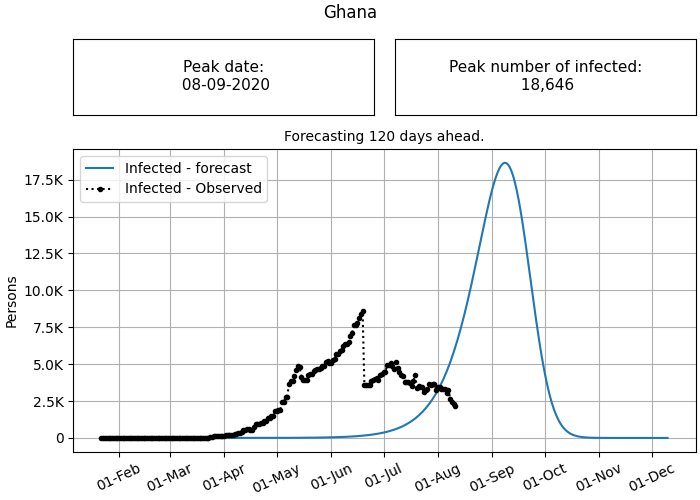 Ghana
Peak date:
08-09-2020
Peak number of infected:
18,646
Forecasting 120 days ahead.
Infected - forecast
Infected - Observed
Persons
17.5K
15.0K
12.5K
10.0K
7.5K
5.0K
2.5K
0
01-Feb
01-Mar
01-Apr
01-May
01-Jun
01-Jul
01-Aug
01-Sep
01-Oct
01-Nov
01-Dec